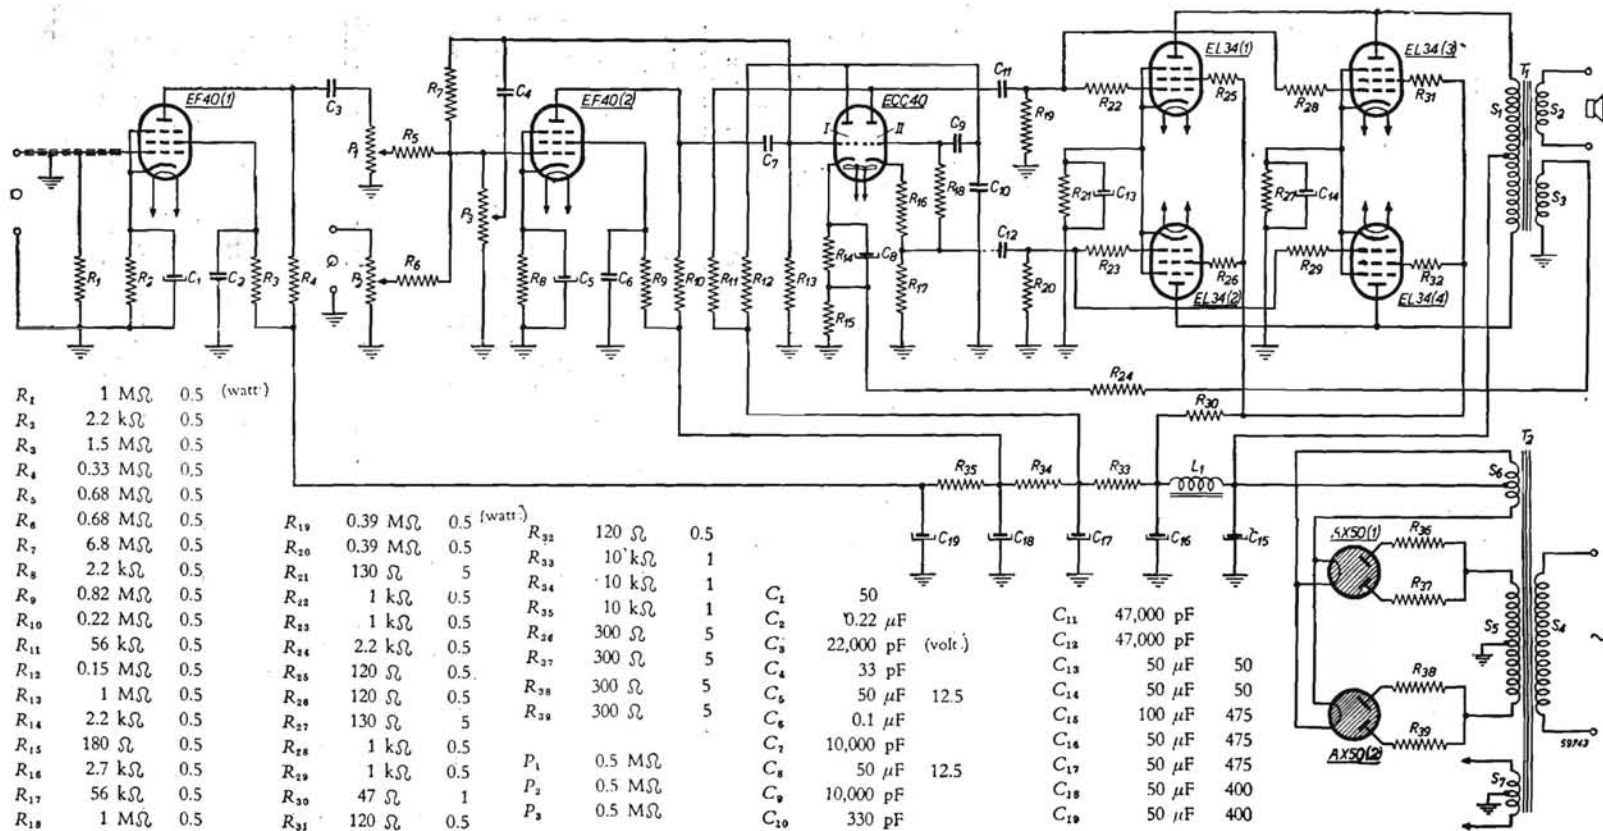 EF40(1)
EF40(2)
ECC40
EL34(1)
EL34(3)
EL34(2)
EL34(4)
I
II
C3
P1
R5
R7
C4
P3
R6
C7
C9
R18
C10
R16
R14
C8
R17
R15
C11
R19
R22
R25
R28
R31
R21
C13
R27
C14
C12
R20
R23
R26
R29
R32
T1
S1
S2
S3
R1
R2
C1
C2
R3
R4
R8
C5
C6
R9
R10
R11
R12
R13
R24
R30
R35
R34
R33
L1
C19
C18
C17
C16
C15
T2
S6
AX50(1)
R36
R37
S5
S4
R38
R39
AX50(2)
S7
59743
R1 1 MΩ 0.5 (watt)
R2 2.2 kΩ 0.5
R3 1.5 MΩ 0.5
R4 0.33 MΩ 0.5
R5 0.68 MΩ 0.5
R6 0.68 MΩ 0.5
R7 6.8 MΩ 0.5
R8 2.2 kΩ 0.5
R9 0.82 MΩ 0.5
R10 0.22 MΩ 0.5
R11 56 kΩ 0.5
R12 0.15 MΩ 0.5
R13 1 MΩ 0.5
R14 2.2 kΩ 0.5
R15 180 Ω 0.5
R16 2.7 kΩ 0.5
R17 56 kΩ 0.5
R18 1 MΩ 0.5
R19 0.39 MΩ 0.5 (watt)
R20 0.39 MΩ 0.5
R21 130 Ω 5
R22 1 kΩ 0.5
R23 1 kΩ 0.5
R24 2.2 kΩ 0.5
R25 120 Ω 0.5
R26 120 Ω 0.5
R27 130 Ω 5
R28 1 kΩ 0.5
R29 1 kΩ 0.5
R30 47 Ω 1
R31 120 Ω 0.5
R32 120 Ω 0.5
R33 10 kΩ 1
R34 10 kΩ 1
R35 10 kΩ 1
R36 300 Ω 5
R37 300 Ω 5
R38 300 Ω 5
R39 300 Ω 5
P1 0.5 MΩ
P2 0.5 MΩ
P3 0.5 MΩ
C1 50
C2 0.22 μF
C3 22,000 pF (volt.)
C4 33 pF
C5 50 μF 12.5
C6 0.1 μF
C7 10,000 pF
C8 50 μF 12.5
C9 10,000 pF
C10 330 pF
C11 47,000 pF
C12 47,000 pF
C13 50 μF 50
C14 50 μF 50
C15 100 μF 475
C16 50 μF 475
C17 50 μF 475
C18 50 μF 400
C19 50 μF 400